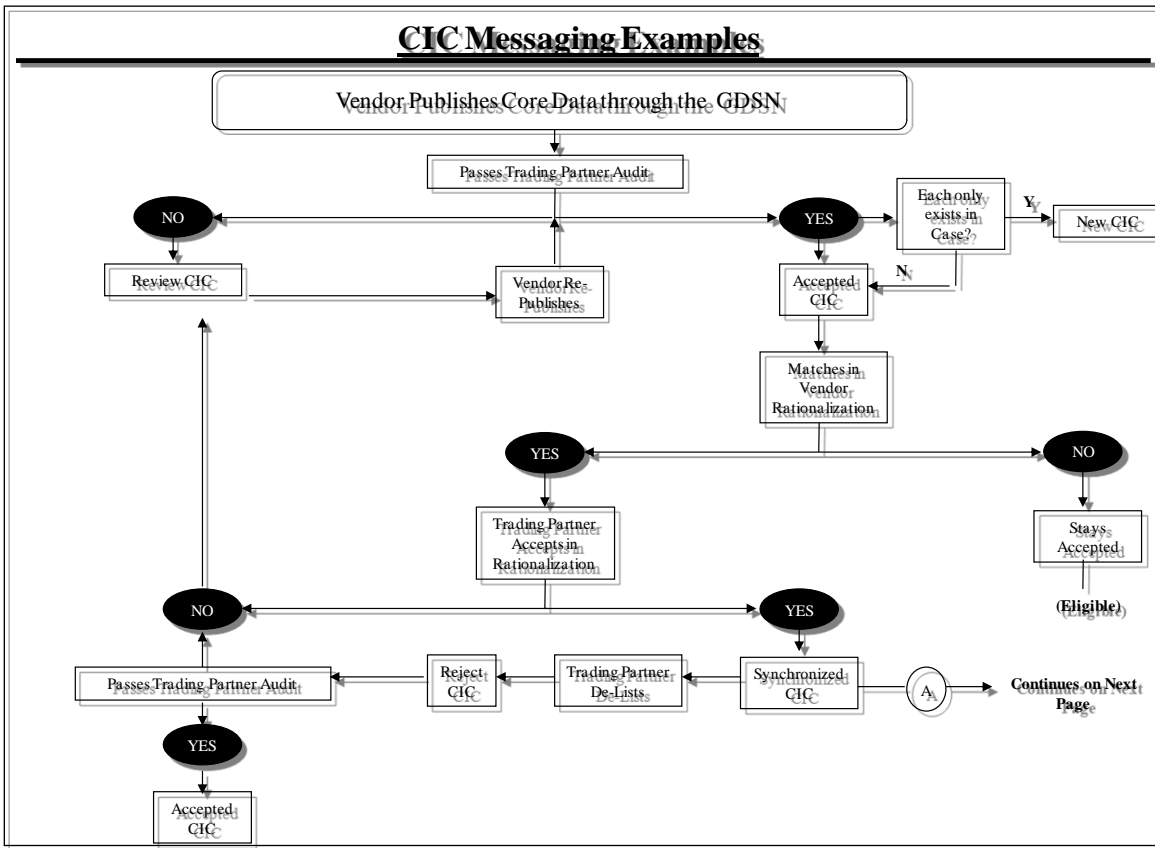 CIC Messaging Examples
Vendor Publishes Core Data through the GDSN
Passes Trading Partner Audit
NO
YES
Each only
exists in
Case?
Y
New CIC
Review CIC
Vendor Re-
Publishes
Accepted
CIC
N
Matches in
Vendor
Rationalization
YES
NO
Trading Partner
Accepts in
Rationalization
Stays
Accepted
(Eligible)
NO
YES
Passes Trading Partner Audit
Reject
CIC
Trading Partner
De-Lists
Synchronized
CIC
A
Continues on Next
Page
YES
Accepted
CIC